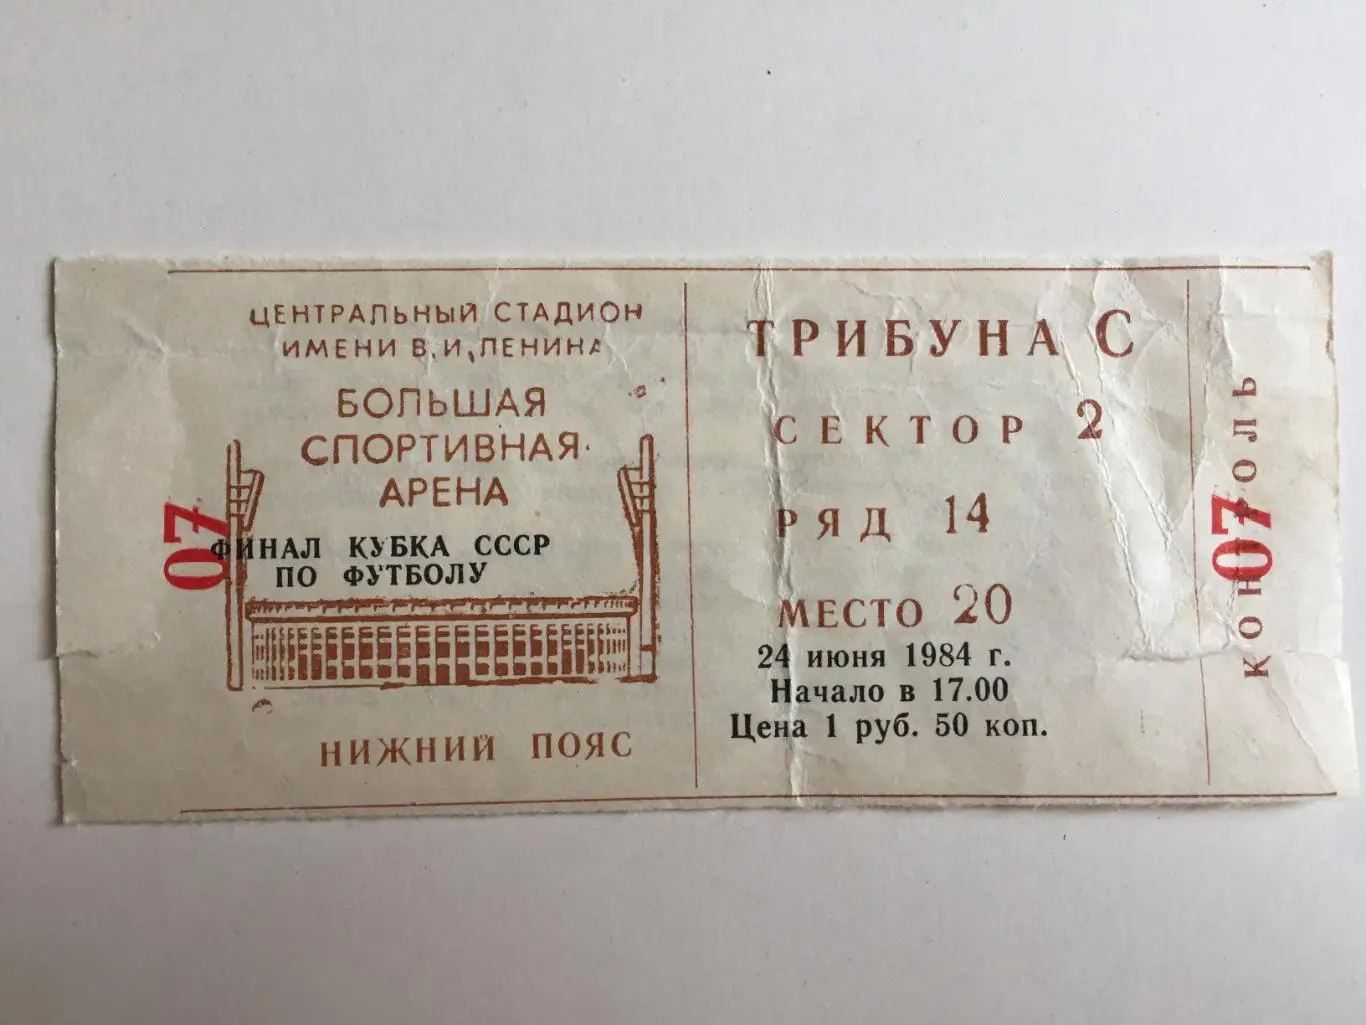 ЦЕНТРАЛЬНЫЙ СТАДИОН
ИМЕНИ В.И.ЛЕНИНА
БОЛЬШАЯ
СПОРТИВНАЯ
АРЕНА
07
ФИНАЛ КУБКА СССР
ПО ФУТБОЛУ
НИЖНИЙ ПОЯС
ТРИБУНА С
СЕКТОР 2
РЯД 14
МЕСТО 20
24 июня 1984 г.
Начало в 17.00
Цена 1 руб. 50 коп.
КОНТРОЛЬ
07